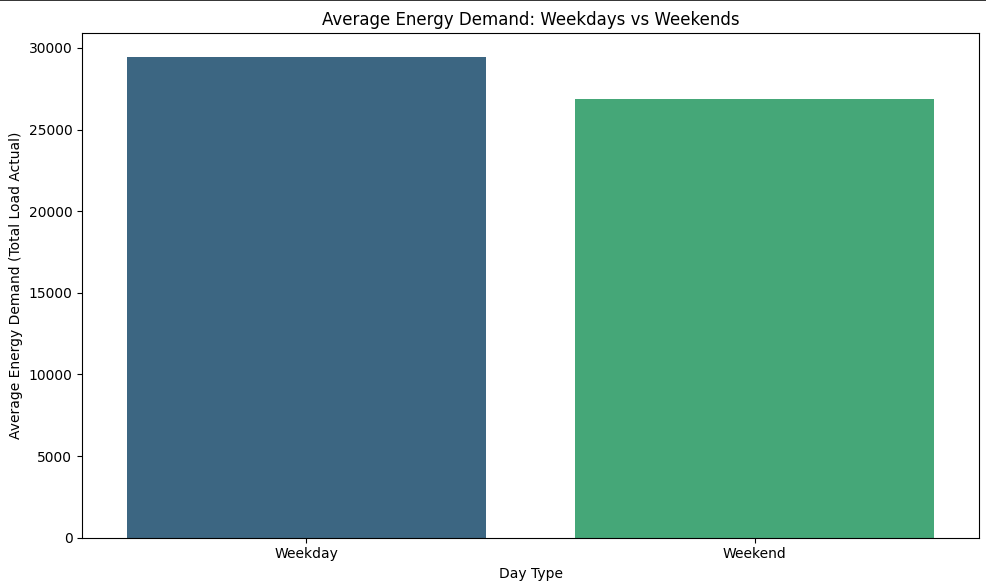 Average Energy Demand: Weekdays vs Weekends
Average Energy Demand (Total Load Actual)
30000
25000
20000
15000
10000
5000
0
Weekday
Weekend
Day Type